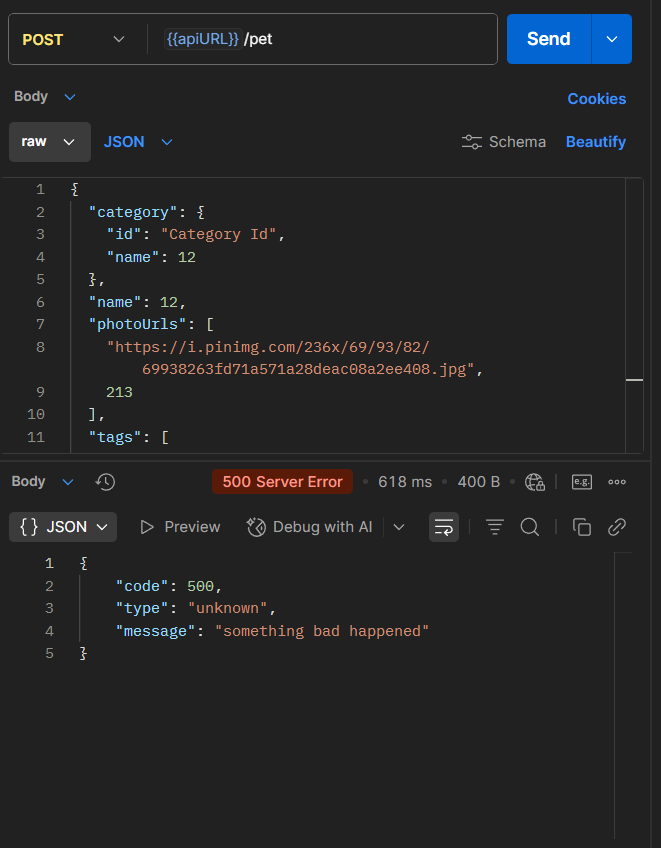 POST {{apiURL}}/pet Send
Body Cookies
raw JSON Schema Beautify
1 {
2 "category": {
3 "id": "Category Id",
4 "name": 12
5 },
6 "name": 12,
7 "photoUrls": [
8 "https://i.pinimg.com/236x/69/93/82/
69938263fd71a571a28deac08a2ee408.jpg",
9 213
10 ],
11 "tags": [
Body 500 Server Error • 618 ms • 400 B • e.g.
{} JSON Preview Debug with AI
1 {
2 "code": 500,
3 "type": "unknown",
4 "message": "something bad happened"
5 }